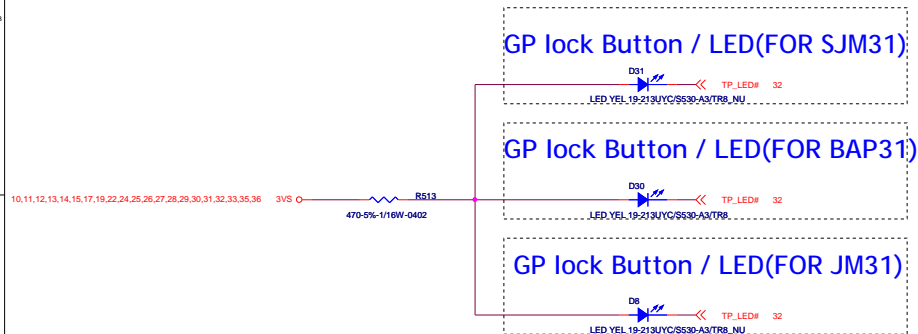 GP lock Button / LED(FOR SJM31)
D31
TP_LED# 32
LED YEL 19-213UYC/S530-A3/TR8_NU
GP lock Button / LED(FOR BAP31)
10,11,12,13,14,15,17,19,22,24,25,26,27,28,29,30,31,32,33,35,36 3VS R513 D30 TP_LED# 32
470-5%-1/16W-0402 LED YEL 19-213UYC/S530-A3/TR8
GP lock Button / LED(FOR JM31)
D8
TP_LED# 32
LED YEL 19-213UYC/S530-A3/TR8_NU